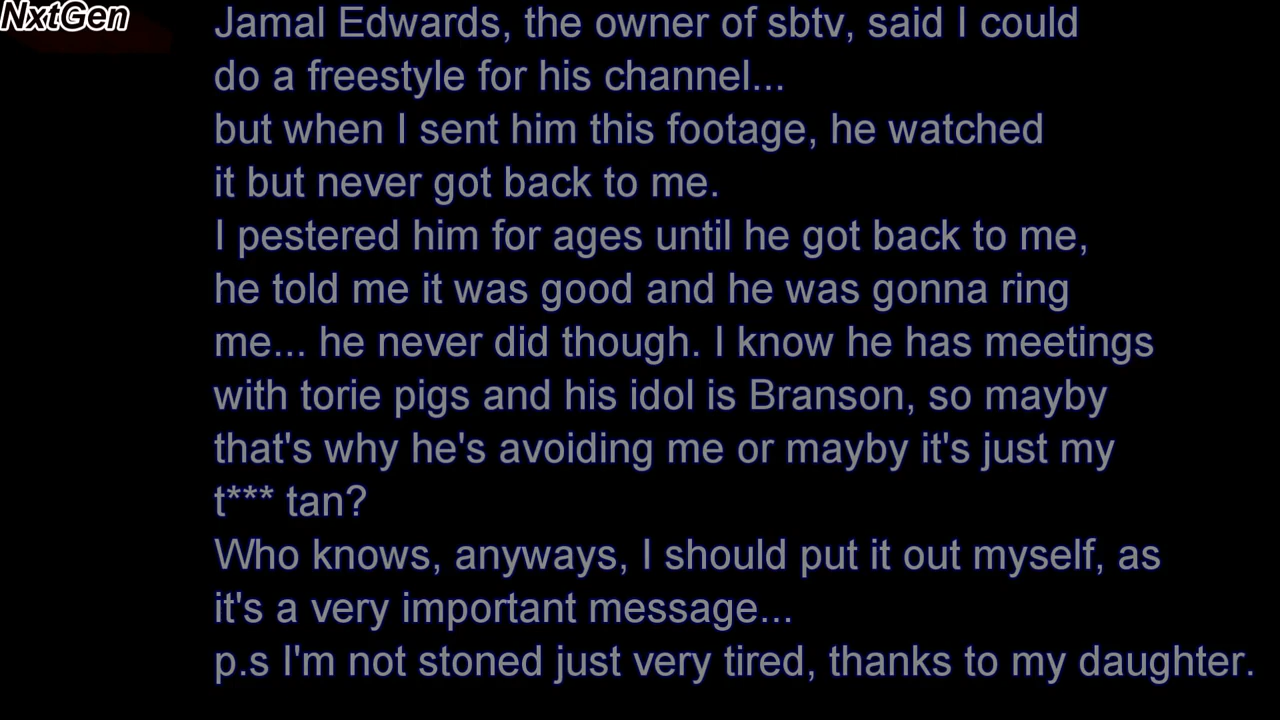 NxtGen
Jamal Edwards, the owner of sbtv, said I could
do a freestyle for his channel...
but when I sent him this footage, he watched
it but never got back to me.
I pestered him for ages until he got back to me,
he told me it was good and he was gonna ring
me... he never did though. I know he has meetings
with torie pigs and his idol is Branson, so mayby
that's why he's avoiding me or mayby it's just my
t*** tan?
Who knows, anyways, I should put it out myself, as
it's a very important message...
p.s I'm not stoned just very tired, thanks to my daughter.